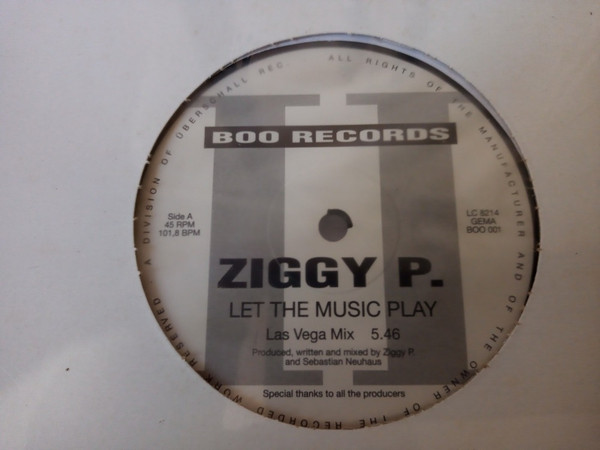 A DIVISION OF ÜBERSCHALL REC. ALL RIGHTS OF THE MANUFACTURER AND OF THE OWNER OF THE RECORDED WORK RESERVED
BOO RECORDS
Side A
45 RPM
101,8 BPM
LC 8214
GEMA
BOO 001
ZIGGY P.
LET THE MUSIC PLAY
Las Vega Mix 5.46
Produced, written and mixed by Ziggy P.
and Sebastian Neuhaus
Special thanks to all the producers